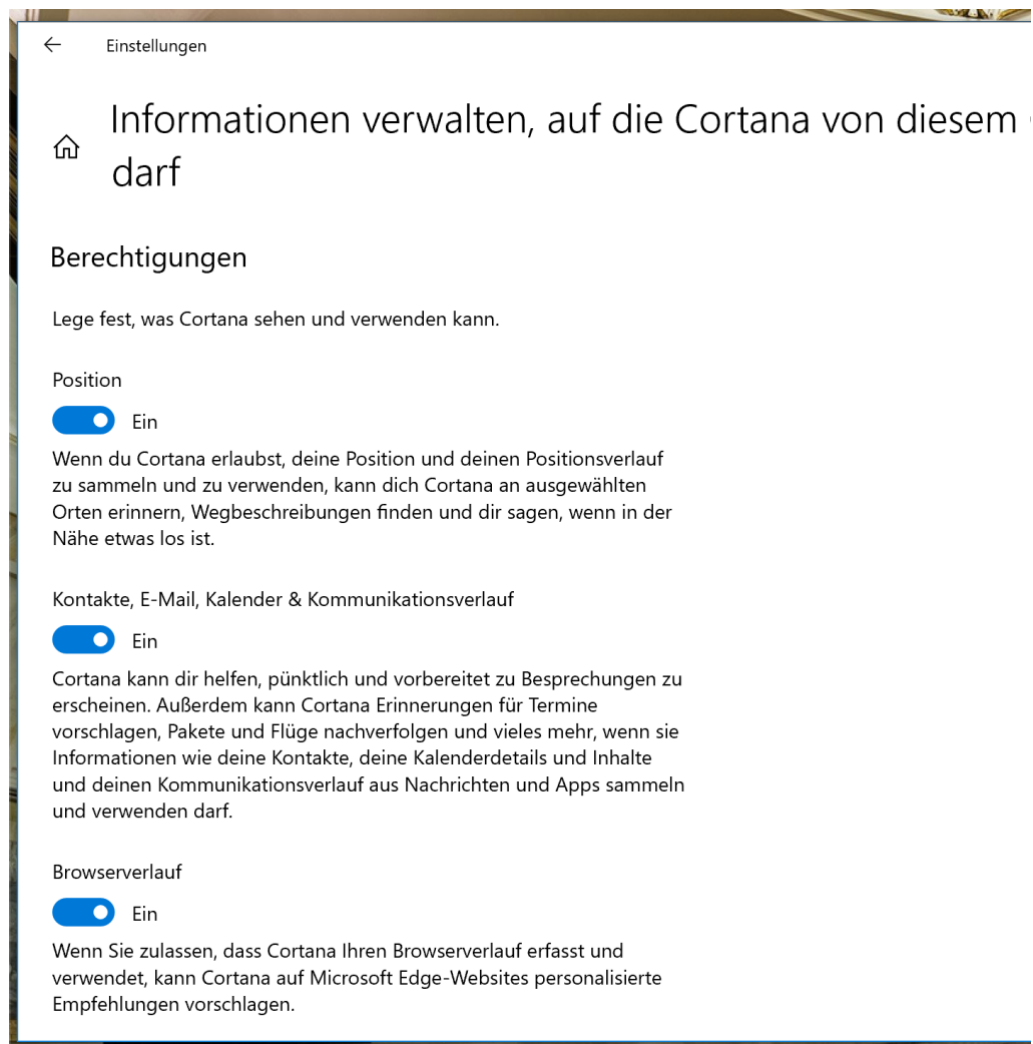 Einstellungen
Informationen verwalten, auf die Cortana von diesem
darf
Berechtigungen
Lege fest, was Cortana sehen und verwenden kann.
Position
Ein
Wenn du Cortana erlaubst, deine Position und deinen Positionsverlauf
zu sammeln und zu verwenden, kann dich Cortana an ausgewählten
Orten erinnern, Wegbeschreibungen finden und dir sagen, wenn in der
Nähe etwas los ist.
Kontakte, E-Mail, Kalender & Kommunikationsverlauf
Ein
Cortana kann dir helfen, pünktlich und vorbereitet zu Besprechungen zu
erscheinen. Außerdem kann Cortana Erinnerungen für Termine
vorschlagen, Pakete und Flüge nachverfolgen und vieles mehr, wenn sie
Informationen wie deine Kontakte, deine Kalenderdetails und Inhalte
und deinen Kommunikationsverlauf aus Nachrichten und Apps sammeln
und verwenden darf.
Browserverlauf
Ein
Wenn Sie zulassen, dass Cortana Ihren Browserverlauf erfasst und
verwendet, kann Cortana auf Microsoft Edge-Websites personalisierte
Empfehlungen vorschlagen.